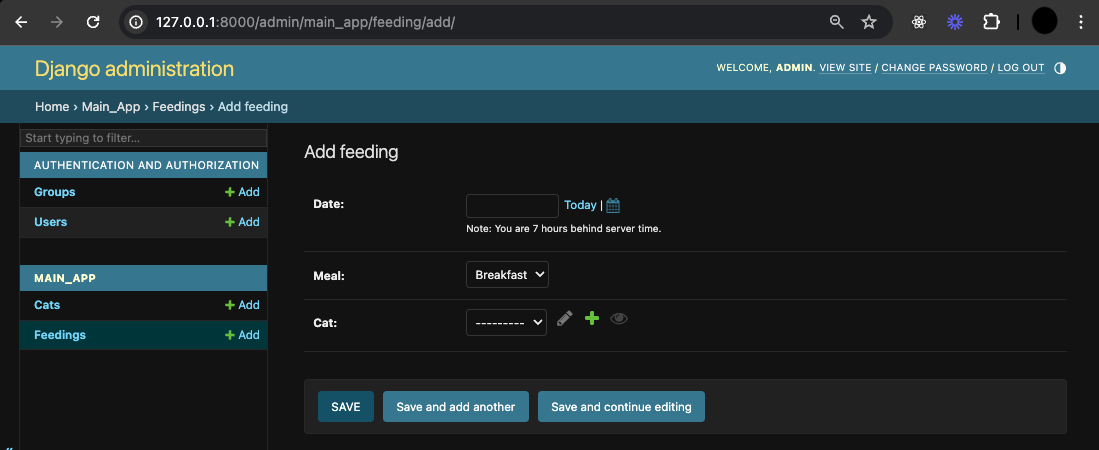 127.0.0.1:8000/admin/main_app/feeding/add/
Django administration
WELCOME, ADMIN. VIEW SITE / CHANGE PASSWORD / LOG OUT
Home › Main_App › Feedings › Add feeding
Start typing to filter...
AUTHENTICATION AND AUTHORIZATION
Groups + Add
Users + Add
MAIN_APP
Cats + Add
Feedings + Add
«
Add feeding
Date: Today |
Note: You are 7 hours behind server time.
Meal: Breakfast
Cat: ---------
SAVE Save and add another Save and continue editing